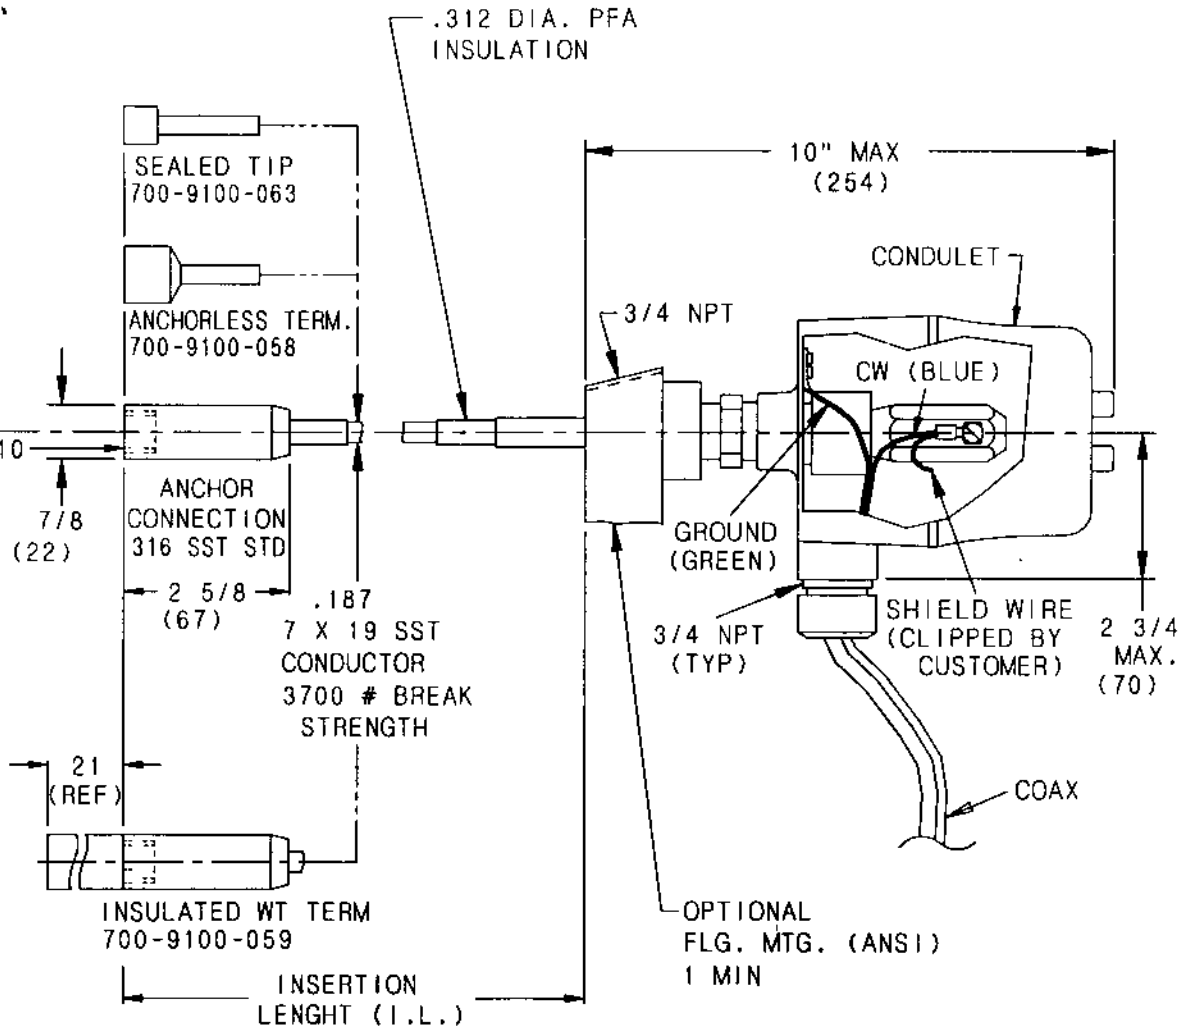 .312 DIA. PFA
INSULATION
SEALED TIP
700-9100-063
10" MAX
(254)
CONDULET
ANCHORLESS TERM.
700-9100-058
3/4 NPT
CW (BLUE)
10
7/8
(22)
ANCHOR
CONNECTION
316 SST STD
2 5/8
(67)
GROUND
(GREEN)
.187
7 X 19 SST
CONDUCTOR
3700 # BREAK
STRENGTH
3/4 NPT
(TYP)
SHIELD WIRE
(CLIPPED BY
CUSTOMER)
2 3/4
MAX.
(70)
21
(REF)
COAX
INSULATED WT TERM
700-9100-059
OPTIONAL
FLG. MTG. (ANSI)
1 MIN
INSERTION
LENGHT (I.L.)